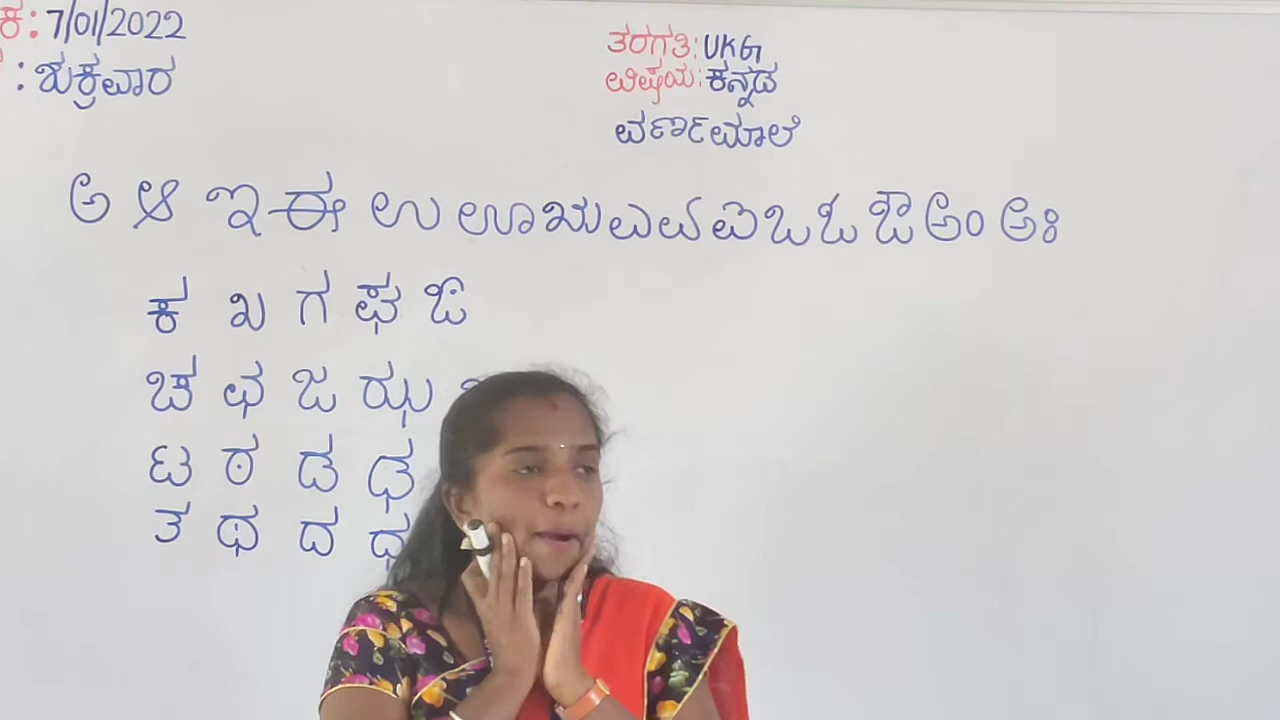 ಕ: 7/01/2022
: ಶುಕ್ರವಾರ
ತರಗತಿ: UKG
ವಿಷಯ: ಕನ್ನಡ
ವರ್ಣಮಾಲೆ
ಅ ಆ ಇ ಈ ಉ ಊ ಋ ಎ ಏ ಐ ಒ ಓ ಔ ಅಂ ಅಃ
ಕ ಖ ಗ ಘ ಙ
ಚ ಛ ಜ ಝ
ಟ ಠ ಡ ಢ
ತ ಥ ದ ಧ